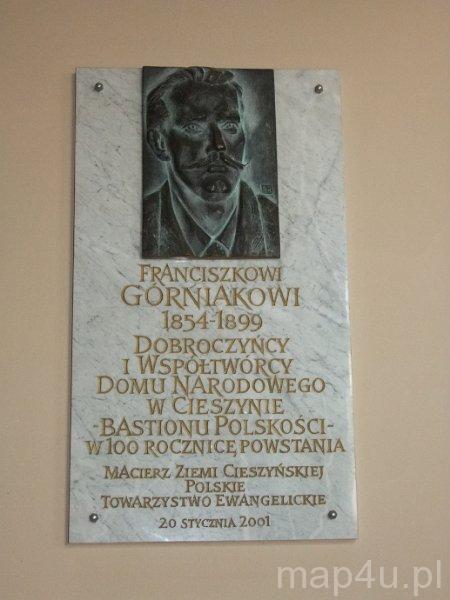 FRANCISZKOWI
GÓRNIAKOWI
1854-1899
DOBROCZYŃCY
I WSPÓŁTWÓRCY
DOMU NARODOWEGO
W CIESZYNIE
-BASTIONU POLSKOŚCI-
W 100 ROCZNICĘ POWSTANIA
MACIERZ ZIEMI CIESZYŃSKIEJ
POLSKIE
TOWARZYSTWO EWANGELICKIE
20 STYCZNIA 2001
map4u.pl